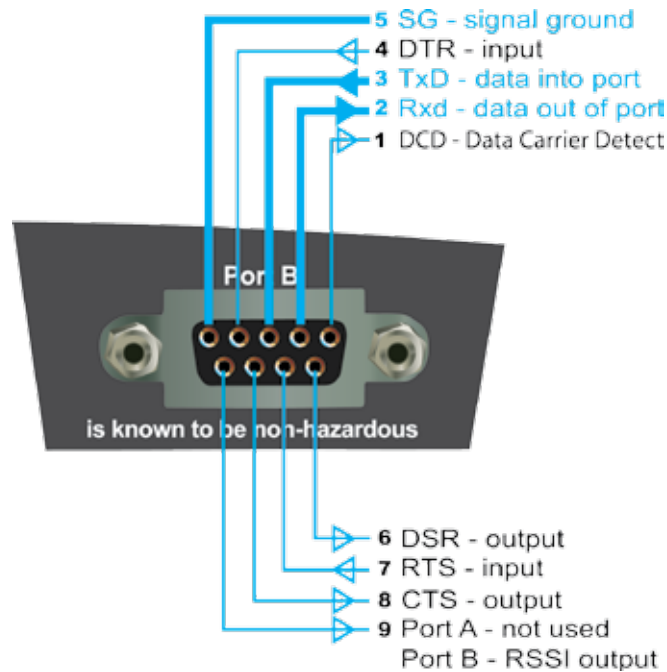 5 SG - signal ground
4 DTR - input
3 TxD - data into port
2 Rxd - data out of port
1 DCD - Data Carrier Detect
Port B
is known to be non-hazardous
6 DSR - output
7 RTS - input
8 CTS - output
9 Port A - not used
Port B - RSSI output